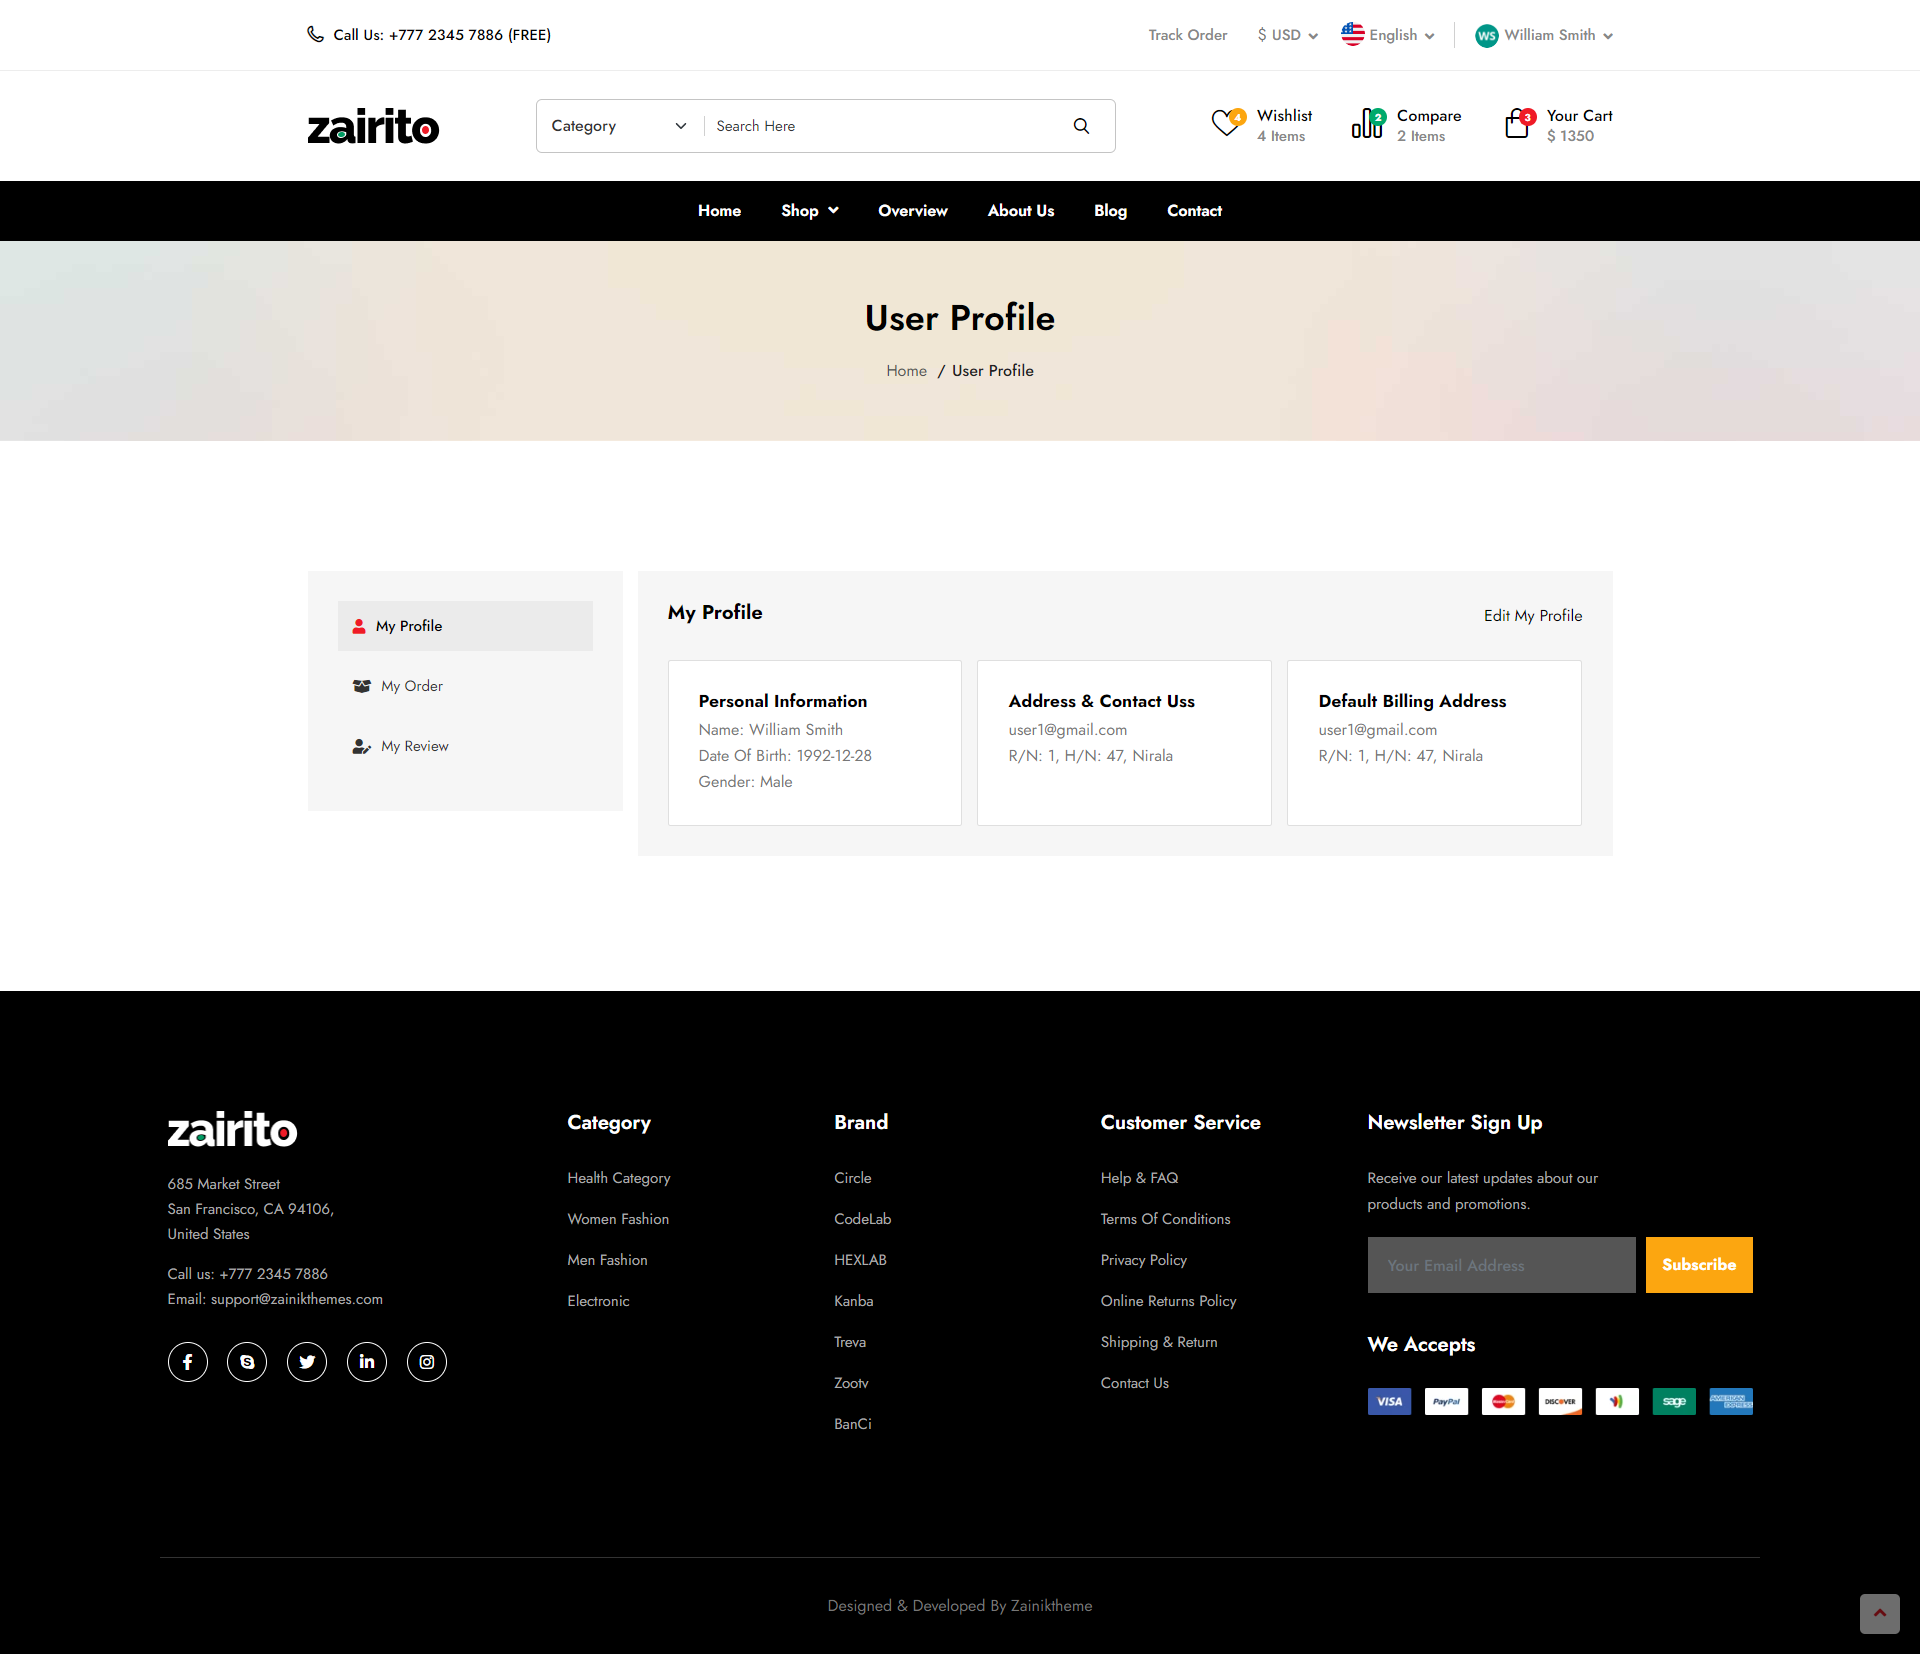 Call Us: +777 2345 7886 (FREE)
Track Order
$ USD
English
WS
William Smith
zairito
Category
Search Here
4
Wishlist
4 Items
2
Compare
2 Items
3
Your Cart
$ 1350
Home
Shop
Overview
About Us
Blog
Contact
User Profile
Home / User Profile
My Profile
My Order
My Review
My Profile
Edit My Profile
Personal Information
Name: William Smith
Date Of Birth: 1992-12-28
Gender: Male
Address & Contact Uss
user1@gmail.com
R/N: 1, H/N: 47, Nirala
Default Billing Address
user1@gmail.com
R/N: 1, H/N: 47, Nirala
zairito
685 Market Street
San Francisco, CA 94106,
United States
Call us: +777 2345 7886
Email: support@zainikthemes.com
Category
Health Category
Women Fashion
Men Fashion
Electronic
Brand
Circle
CodeLab
HEXLAB
Kanba
Treva
Zootv
BanCi
Customer Service
Help & FAQ
Terms Of Conditions
Privacy Policy
Online Returns Policy
Shipping & Return
Contact Us
Newsletter Sign Up
Receive our latest updates about our
products and promotions.
Your Email Address
Subscribe
We Accepts
VISA
PayPal
DISCOVER
sage
AMERICAN
EXPRESS
Designed & Developed By Zainiktheme